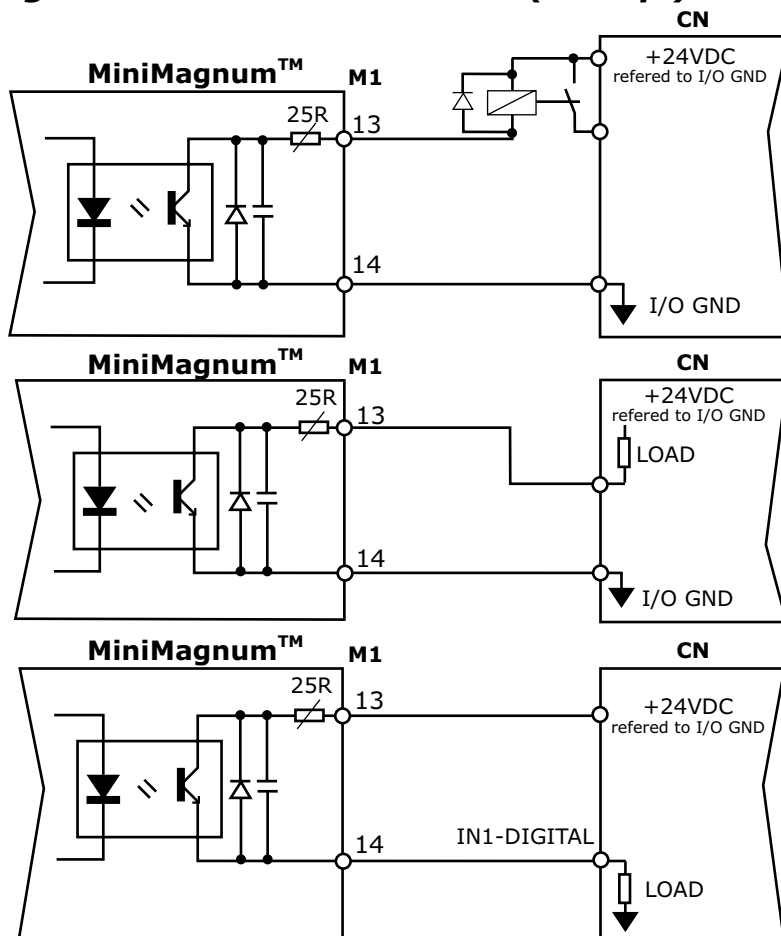 CN
+24VDC
refered to I/O GND
MiniMagnum™
M1
25R
13
14
I/O GND
MiniMagnum™
M1
CN
+24VDC
refered to I/O GND
25R
13
LOAD
14
I/O GND
MiniMagnum™
M1
CN
25R
13
+24VDC
refered to I/O GND
14
IN1-DIGITAL
LOAD